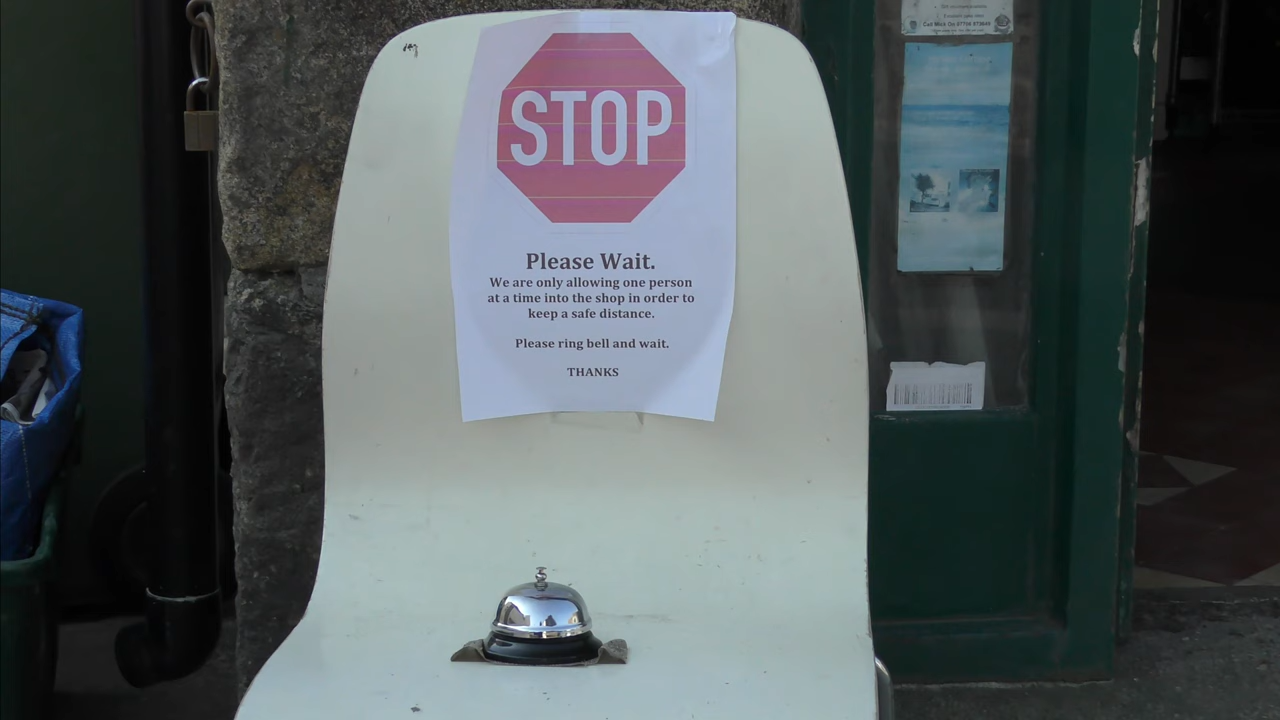 STOP
Please Wait.
We are only allowing one person
at a time into the shop in order to
keep a safe distance.
Please ring bell and wait.
THANKS